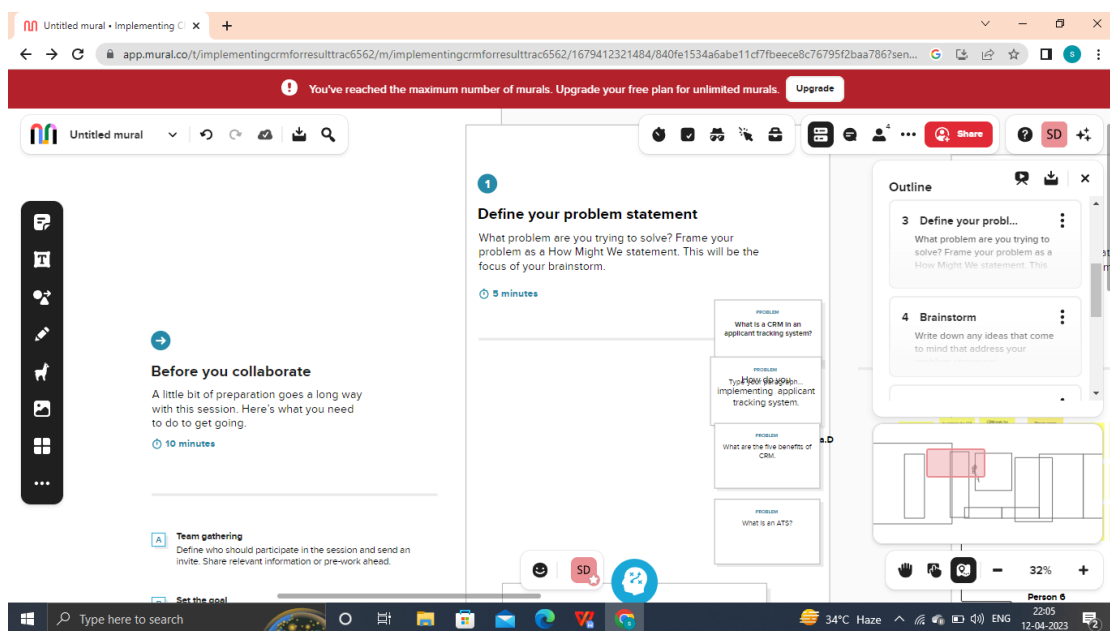 Untitled mural • Implementing C
app.mural.co/t/implementingcrmforresulttrac6562/m/implementingcrmforresulttrac6562/1679412321484/840fe1534a6abe11cf7fbeece8c76795f2baa786?sen...
You've reached the maximum number of murals. Upgrade your free plan for unlimited murals.
Upgrade
Untitled mural
4
Share
SD
1
Define your problem statement
What problem are you trying to solve? Frame your
problem as a How Might We statement. This will be the
focus of your brainstorm.
5 minutes
Before you collaborate
A little bit of preparation goes a long way
with this session. Here's what you need
to do to get going.
10 minutes
A
Team gathering
Define who should participate in the session and send an
invite. Share relevant information or pre-work ahead.
Set the goal
PROBLEM
What is a CRM in an
applicant tracking system?
PROBLEM
Type your paragraph...
How do you
implementing applicant
tracking system.
PROBLEM
What are the five benefits of
CRM.
PROBLEM
What is an ATS?
a.D
Outline
3 Define your probl...
What problem are you trying to
solve? Frame your problem as a
How Might We statement. This
4 Brainstorm
Write down any ideas that come
to mind that address your
SD
32%
Person 6
Type here to search
34°C Haze
ENG
22:05
12-04-2023
2